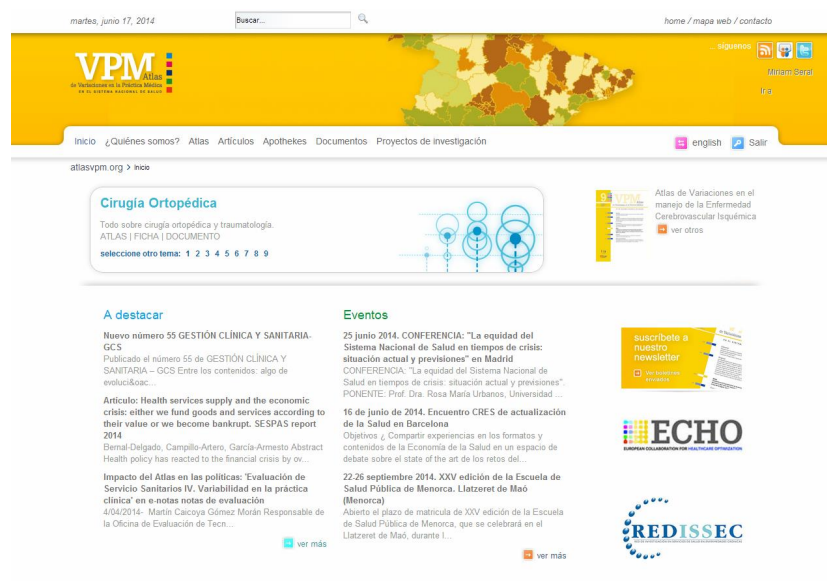 martes, junio 17, 2014
Buscar...
home / mapa web / contacto
... síguenos
VPM
Atlas
de Variaciones en la Práctica Médica
EN EL SISTEMA NACIONAL DE SALUD
Miriam Seral
Ir a
Inicio ¿Quiénes somos? Atlas Artículos Apothekes Documentos Proyectos de investigación
english Salir
atlasvpm.org > Inicio
Cirugía Ortopédica
Todo sobre cirugía ortopédica y traumatología.
ATLAS | FICHA | DOCUMENTO
seleccione otro tema: 1 2 3 4 5 6 7 8 9
Atlas de Variaciones en el
manejo de la Enfermedad
Cerebrovascular Isquémica
ver otros
A destacar
Nuevo número 55 GESTIÓN CLÍNICA Y SANITARIA-
GCS
Publicado el número 55 de GESTIÓN CLÍNICA Y
SANITARIA – GCS Entre los contenidos: algo de
evoluci&oac...
Artículo: Health services supply and the economic
crisis: either we fund goods and services according to
their value or we become bankrupt. SESPAS report
2014
Bernal-Delgado, Campillo-Artero, García-Armesto Abstract
Health policy has reacted to the financial crisis by ov...
Impacto del Atlas en las políticas: 'Evaluación de
Servicio Sanitarios IV. Variabilidad en la práctica
clínica' en e-notas notas de evaluación
4/04/2014- Martín Caicoya Gómez Morán Responsable de
la Oficina de Evaluación de Tecn...
ver más
Eventos
25 junio 2014. CONFERENCIA: "La equidad del
Sistema Nacional de Salud en tiempos de crisis:
situación actual y previsiones" en Madrid
CONFERENCIA: "La equidad del Sistema Nacional de
Salud en tiempos de crisis: situación actual y previsiones".
PONENTE: Prof. Dra. Rosa María Urbanos, Universidad ...
16 de junio de 2014. Encuentro CRES de actualización
de la Salud en Barcelona
Objetivos ¿ Compartir experiencias en los formatos y
contenidos de la Economía de la Salud en un espacio de
debate sobre el state of the art de los retos del...
22-26 septiembre 2014. XXV edición de la Escuela de
Salud Pública de Menorca. Llatzeret de Maó
(Menorca)
Abierto el plazo de matricula de XXV edición de la Escuela
de Salud Pública de Menorca, que se celebrará en el
Llatzeret de Maó, durante l...
ver más
suscríbete a
nuestro
newsletter
ECHO
EUROPEAN COLLABORATION FOR HEALTHCARE OPTIMIZATION
REDISSEC